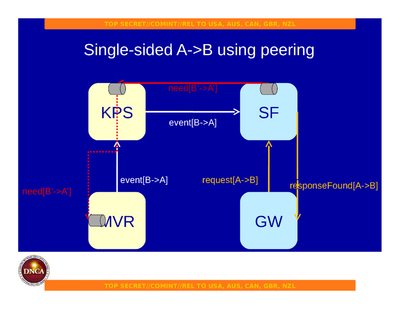 TOP SECRET//COMINT//REL TO USA, AUS, CAN, GBR, NZL
Single-sided A->B using peering
need[B'->A']
KPS
SF
event[B->A]
event[B->A]
request[A->B]
responseFound[A->B]
need[B'->A']
MVR
GW
DNCA
TOP SECRET//COMINT//REL TO USA, AUS, CAN, GBR, NZL